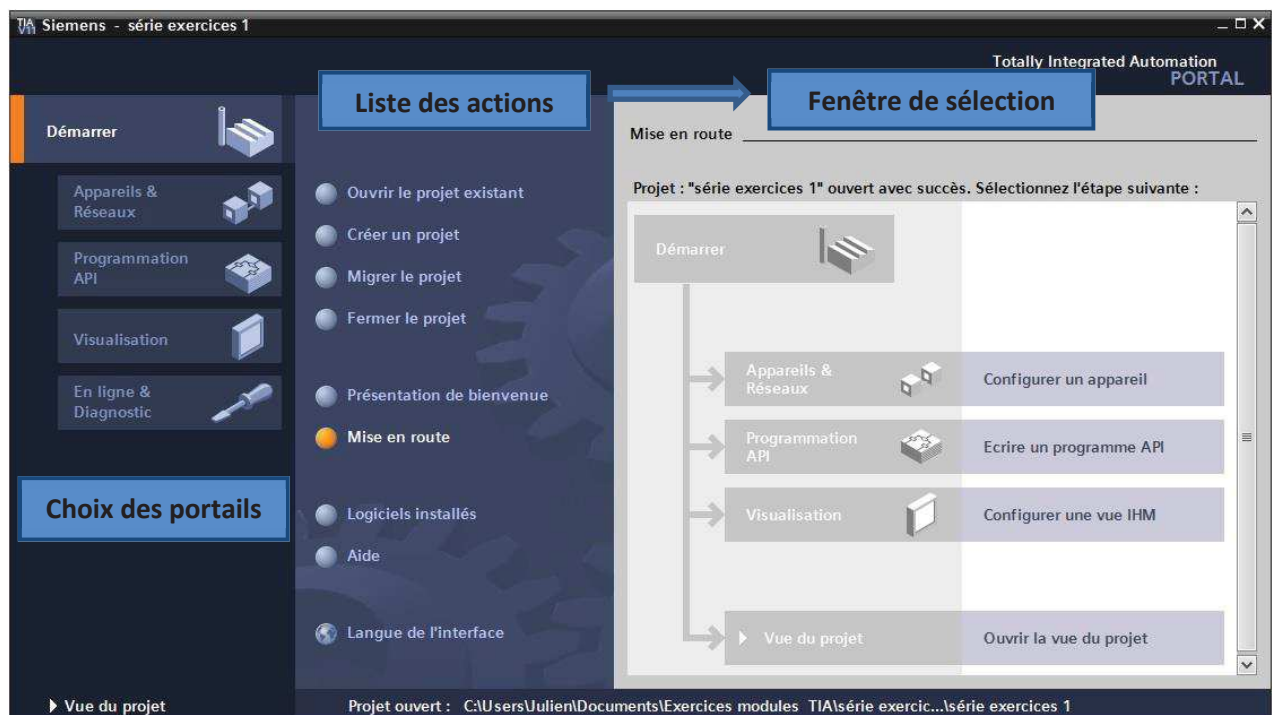 TIA V11 Siemens - série exercices 1
Totally Integrated Automation
PORTAL
Liste des actions
Fenêtre de sélection
Démarrer
Appareils &
Réseaux
Programmation
API
Visualisation
En ligne &
Diagnostic
Choix des portails
Vue du projet
Ouvrir le projet existant
Créer un projet
Migrer le projet
Fermer le projet
Présentation de bienvenue
Mise en route
Logiciels installés
Aide
Langue de l'interface
Mise en route
Projet : "série exercices 1" ouvert avec succès. Sélectionnez l'étape suivante :
Démarrer
Appareils &
Réseaux
Configurer un appareil
Programmation
API
Ecrire un programme API
Visualisation
Configurer une vue IHM
Vue du projet
Ouvrir la vue du projet
Projet ouvert : C:\Users\Julien\Documents\Exercices modules TIA\série exercic...\série exercices 1